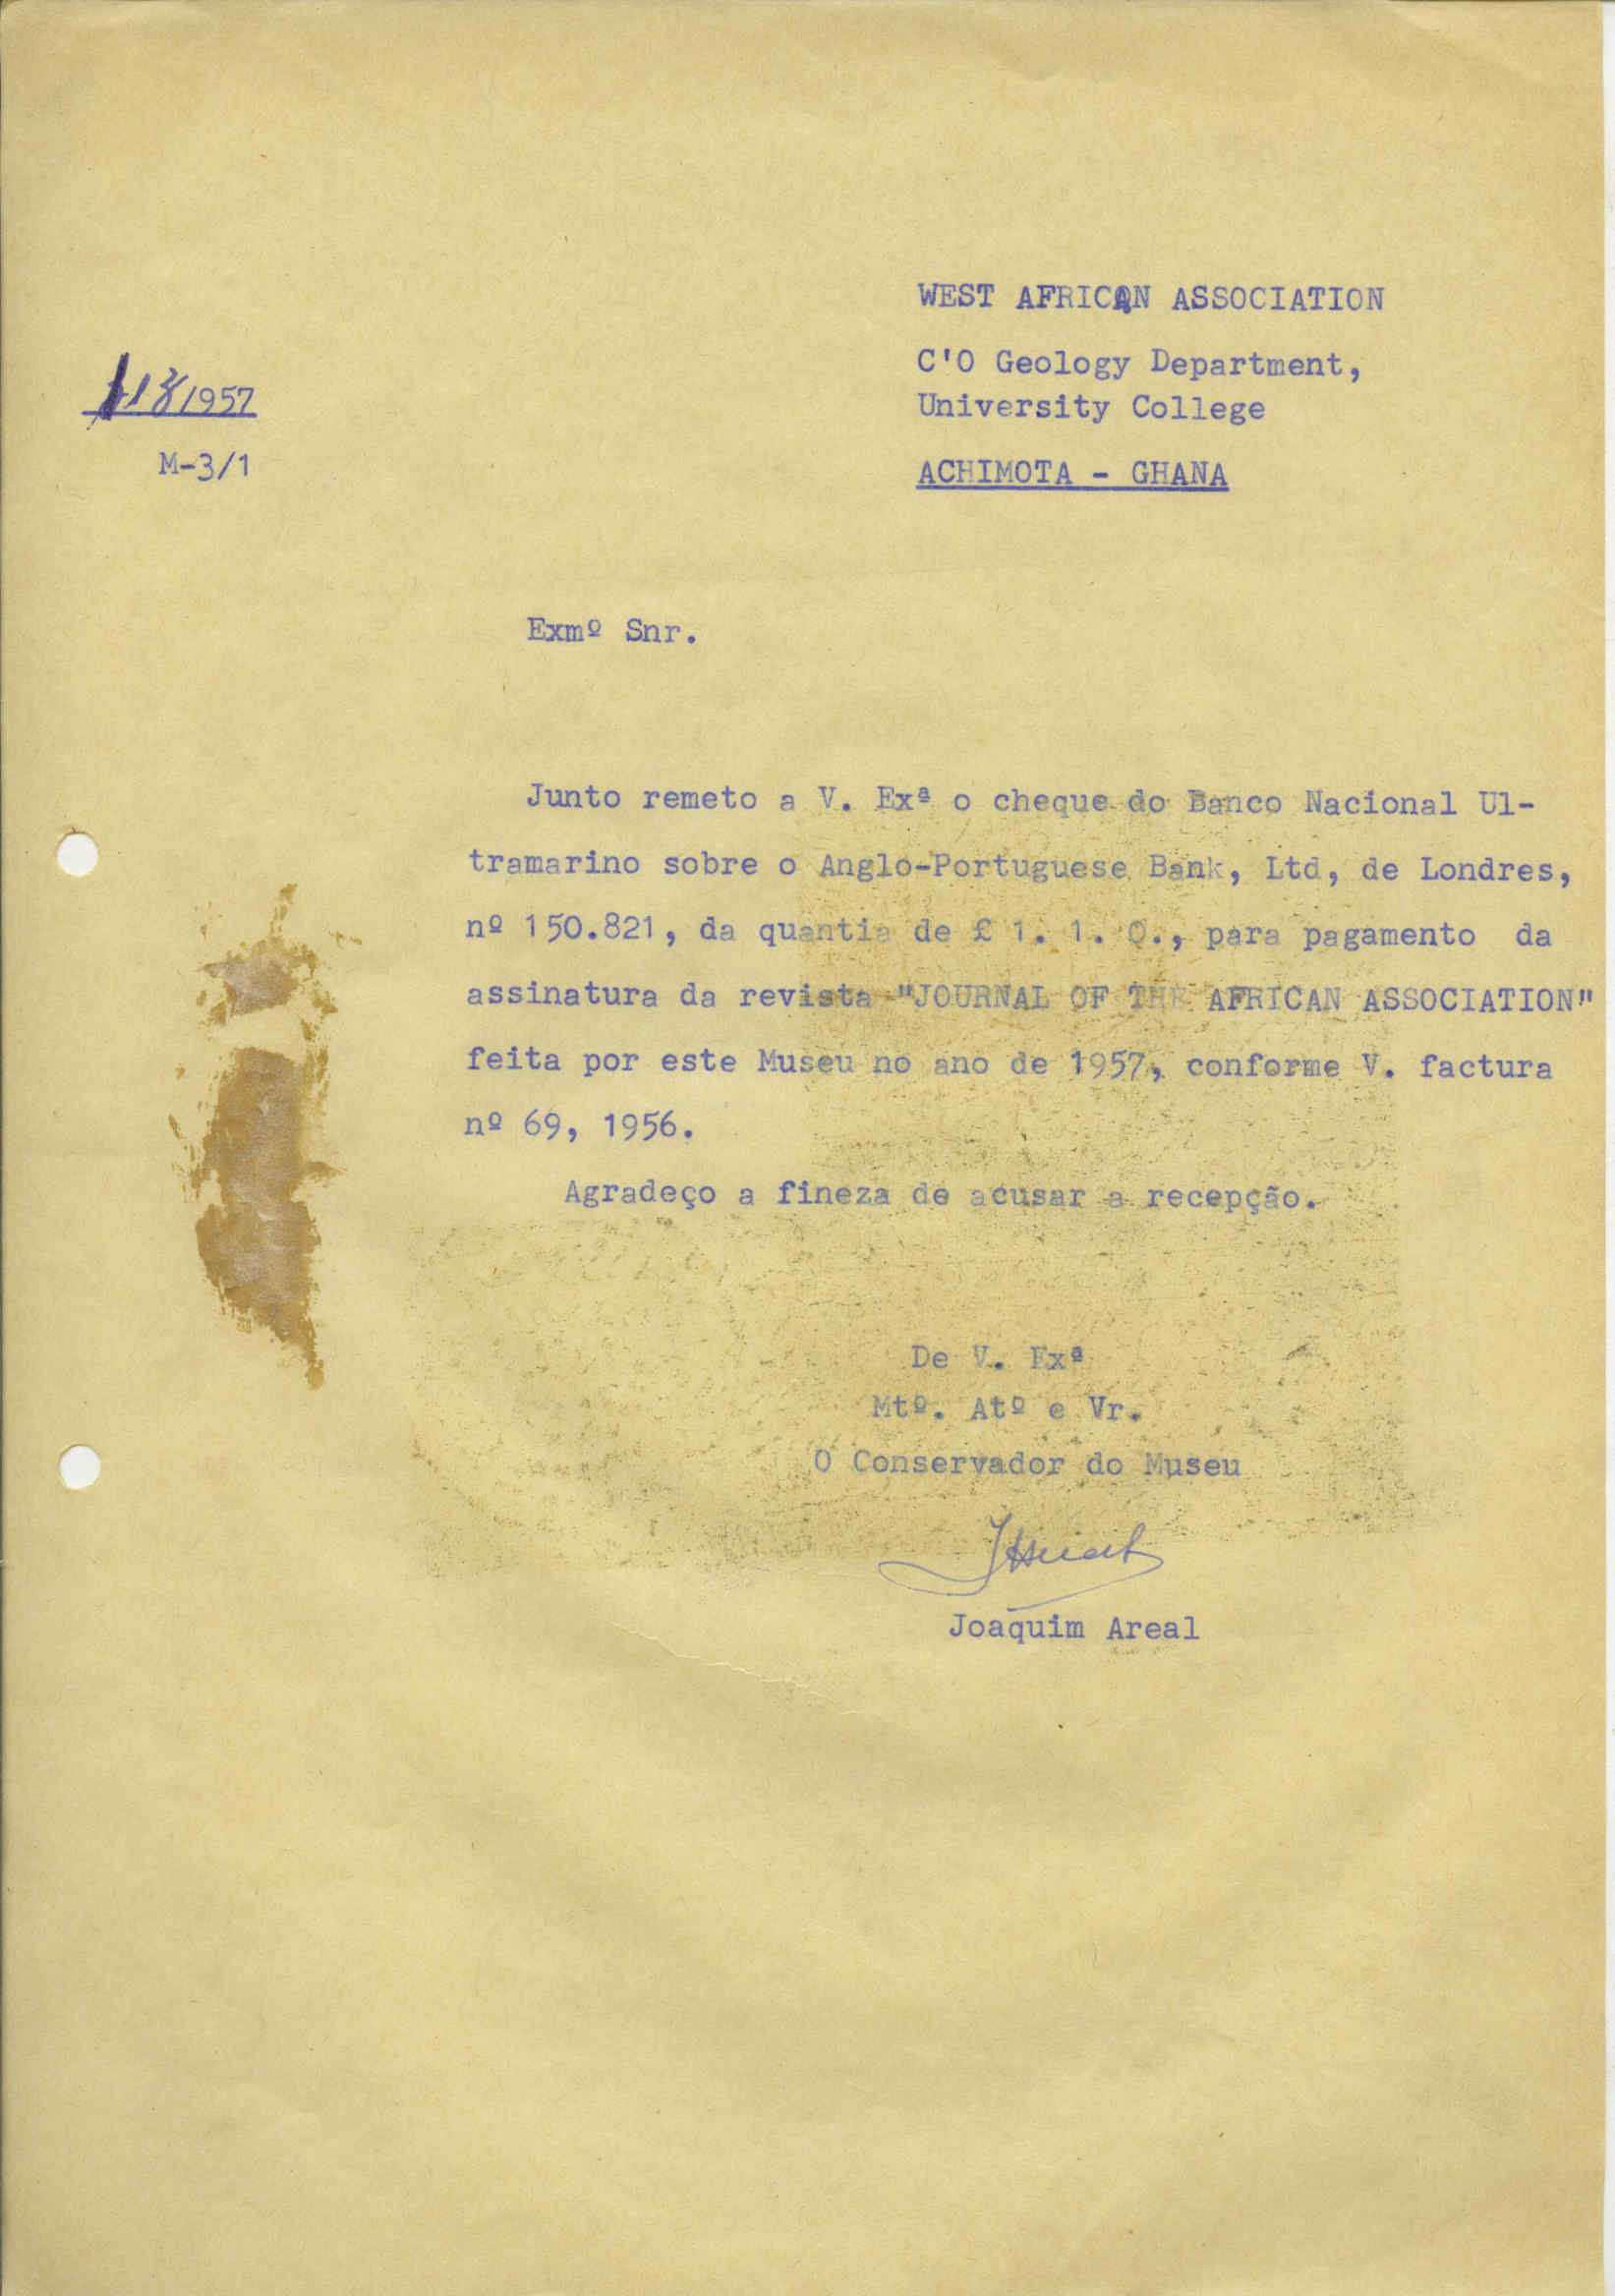 WEST AFRICAN ASSOCIATION
C'O Geology Department,
University College
ACHIMOTA - GHANA
/1957
M-3/1
Exmº Snr.
Junto remeto a V. Exª o cheque do Banco Nacional Ul-
tramarino sobre o Anglo-Portuguese Bank, Ltd, de Londres,
nº 150.821, da quantia de £ 1. 1. 0., para pagamento da
assinatura da revista "JOURNAL OF THE AFRICAN ASSOCIATION"
feita por este Museu no ano de 1957, conforme V. factura
nº 69, 1956.
Agradeço a fineza de acusar a recepção.
De V. Exª
Mtº. Atº e Vr.
O Conservador do Museu
Joaquim Areal